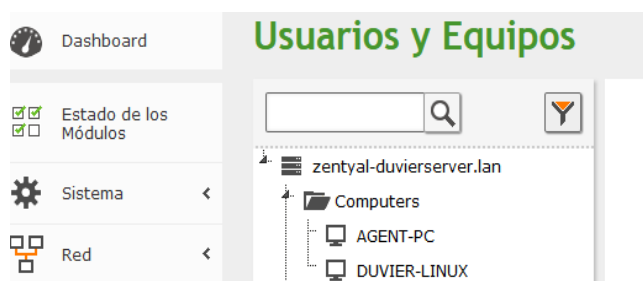 Dashboard
Estado de los
Módulos
Sistema
Red
Usuarios y Equipos
zentyal-duvierserver.lan
Computers
AGENT-PC
DUVIER-LINUX